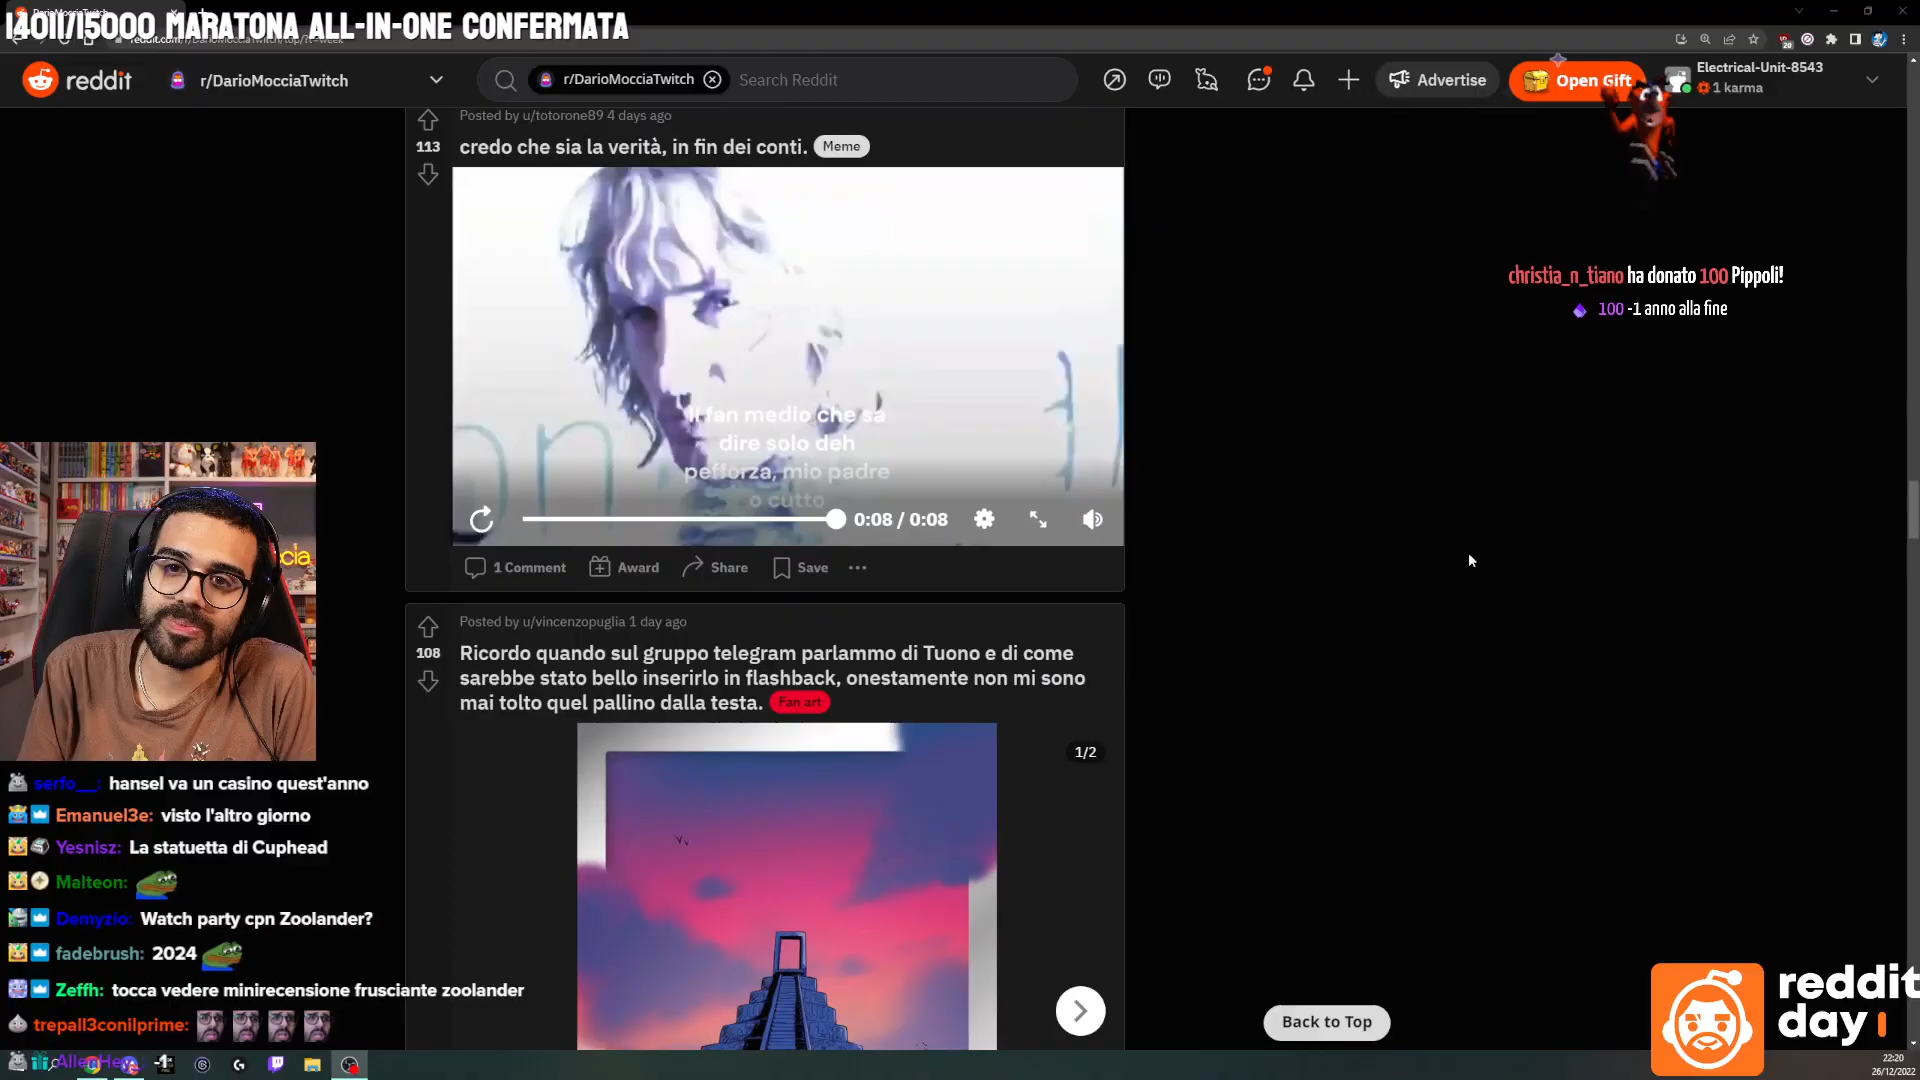 14011/15000 MARATONA ALL-IN-ONE CONFERMATA
reddit
r/DarioMocciaTwitch
r/DarioMocciaTwitch
Search Reddit
Advertise
Open Gift
Electrical-Unit-8543
1 karma
Posted by u/totorone89 4 days ago
113
credo che sia la verità, in fin dei conti.
Meme
christia_n_tiano ha donato 100 Pippoli!
100 -1 anno alla fine
Il fan medio che sa
dire solo deh
pefforza, mio padre
o cutto
0:08 / 0:08
1 Comment
Award
Share
Save
Posted by u/vincenzopuglia 1 day ago
108
Ricordo quando sul gruppo telegram parlammo di Tuono e di come
sarebbe stato bello inserirlo in flashback, onestamente non mi sono
mai tolto quel pallino dalla testa.
Fan art
1/2
serfo__: hansel va un casino quest'anno
Emanuel3e: visto l'altro giorno
Yesnisz: La statuetta di Cuphead
Malteon:
Demyzio: Watch party cpn Zoolander?
fadebrush: 2024
Zeffh: tocca vedere minirecensione frusciante zoolander
trepall3conilprime:
Back to Top
reddit
day
22:20
26/12/2022